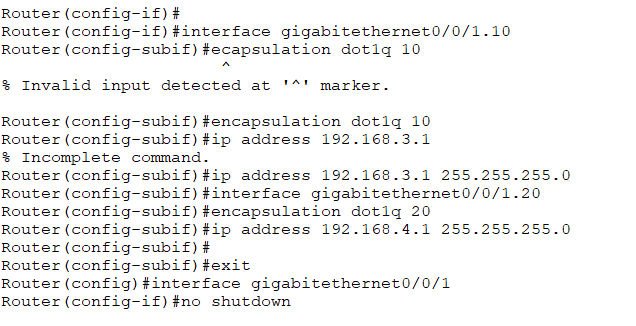 Router(config-if)#
Router(config-if)#interface gigabitethernet0/0/1.10
Router(config-subif)#ecapsulation dot1q 10
^
% Invalid input detected at '^' marker.
Router(config-subif)#encapsulation dot1q 10
Router(config-subif)#ip address 192.168.3.1
% Incomplete command.
Router(config-subif)#ip address 192.168.3.1 255.255.255.0
Router(config-subif)#interface gigabitethernet0/0/1.20
Router(config-subif)#encapsulation dot1q 20
Router(config-subif)#ip address 192.168.4.1 255.255.255.0
Router(config-subif)#
Router(config-subif)#exit
Router(config)#interface gigabitethernet0/0/1
Router(config-if)#no shutdown